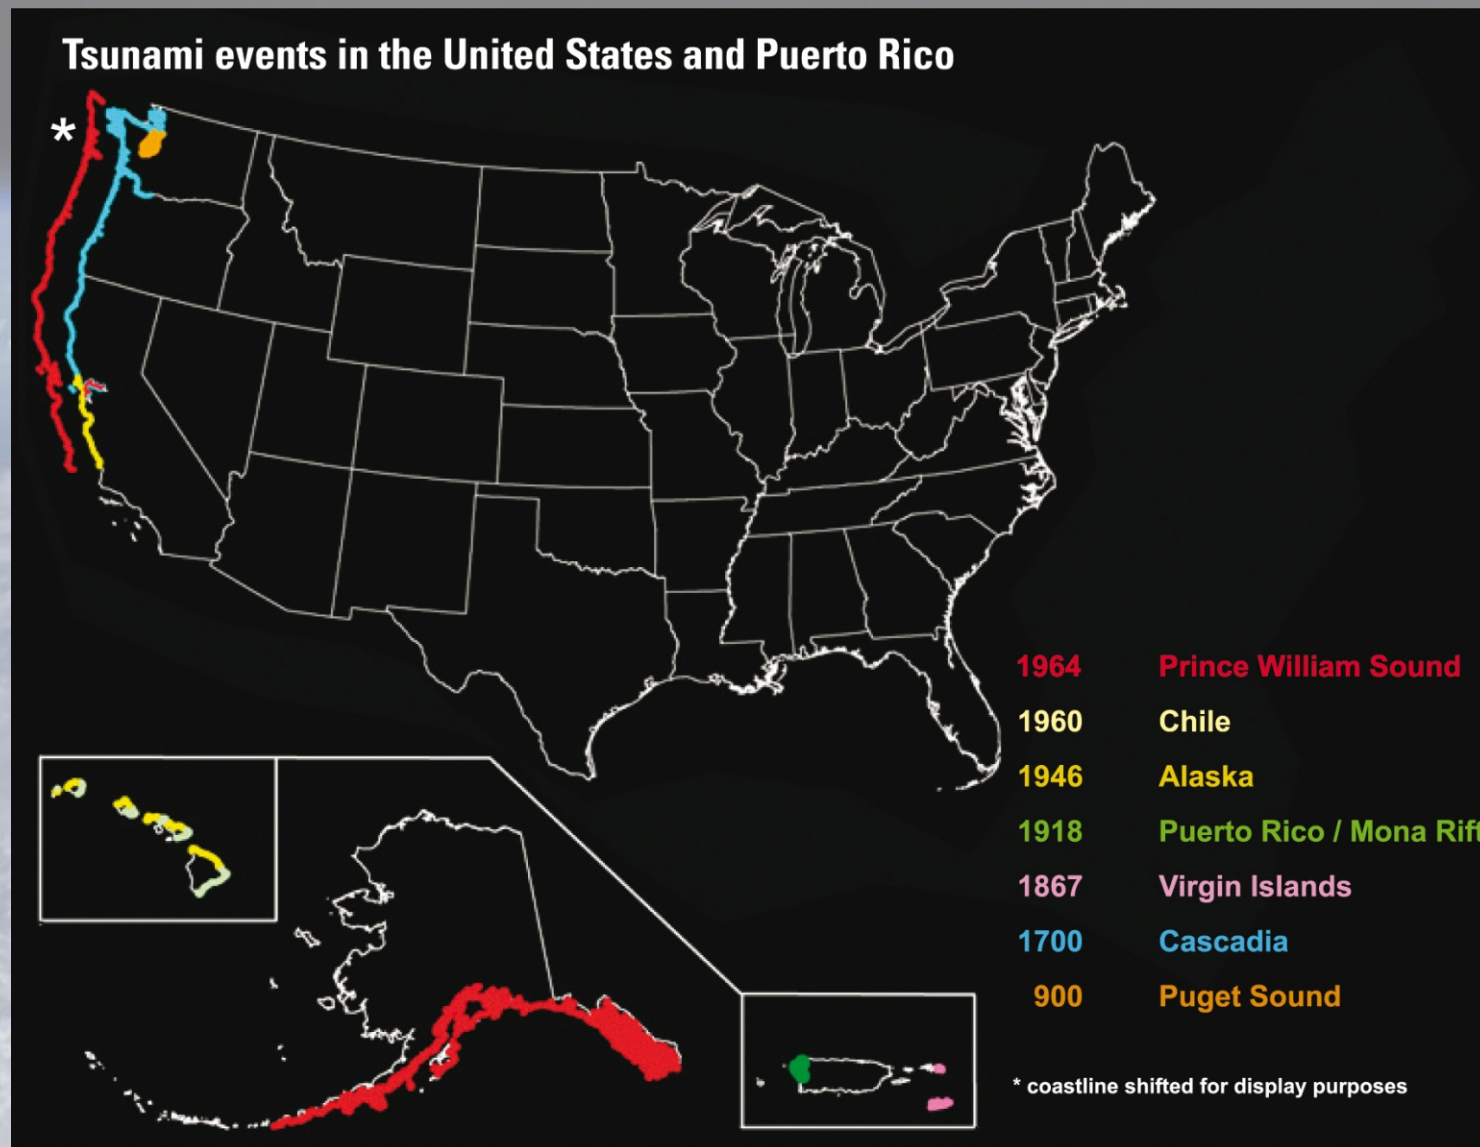 Tsunami events in the United States and Puerto Rico
*
1964 Prince William Sound
1960 Chile
1946 Alaska
1918 Puerto Rico / Mona Rift
1867 Virgin Islands
1700 Cascadia
900 Puget Sound
* coastline shifted for display purposes